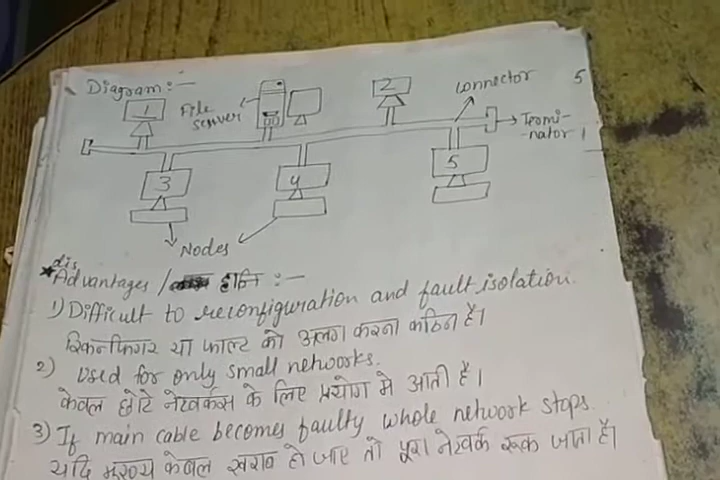 Diagram:-
1
File
server
2
connector
5
Termi-
-nator
3
4
5
Nodes
dis
*Advantages / हानि :-
1) Difficult to reconfiguration and fault isolation.
रिकनफिगर या फाल्ट को अलग करना कठिन है।
2) Used for only small networks.
केवल छोटे नेटवर्कस के लिए प्रयोग मे आती है।
3) If main cable becomes faulty whole network stops.
यदि मुख्य केबल खराब हो जाए तो पूरा नेटवर्क रूक जाता है।